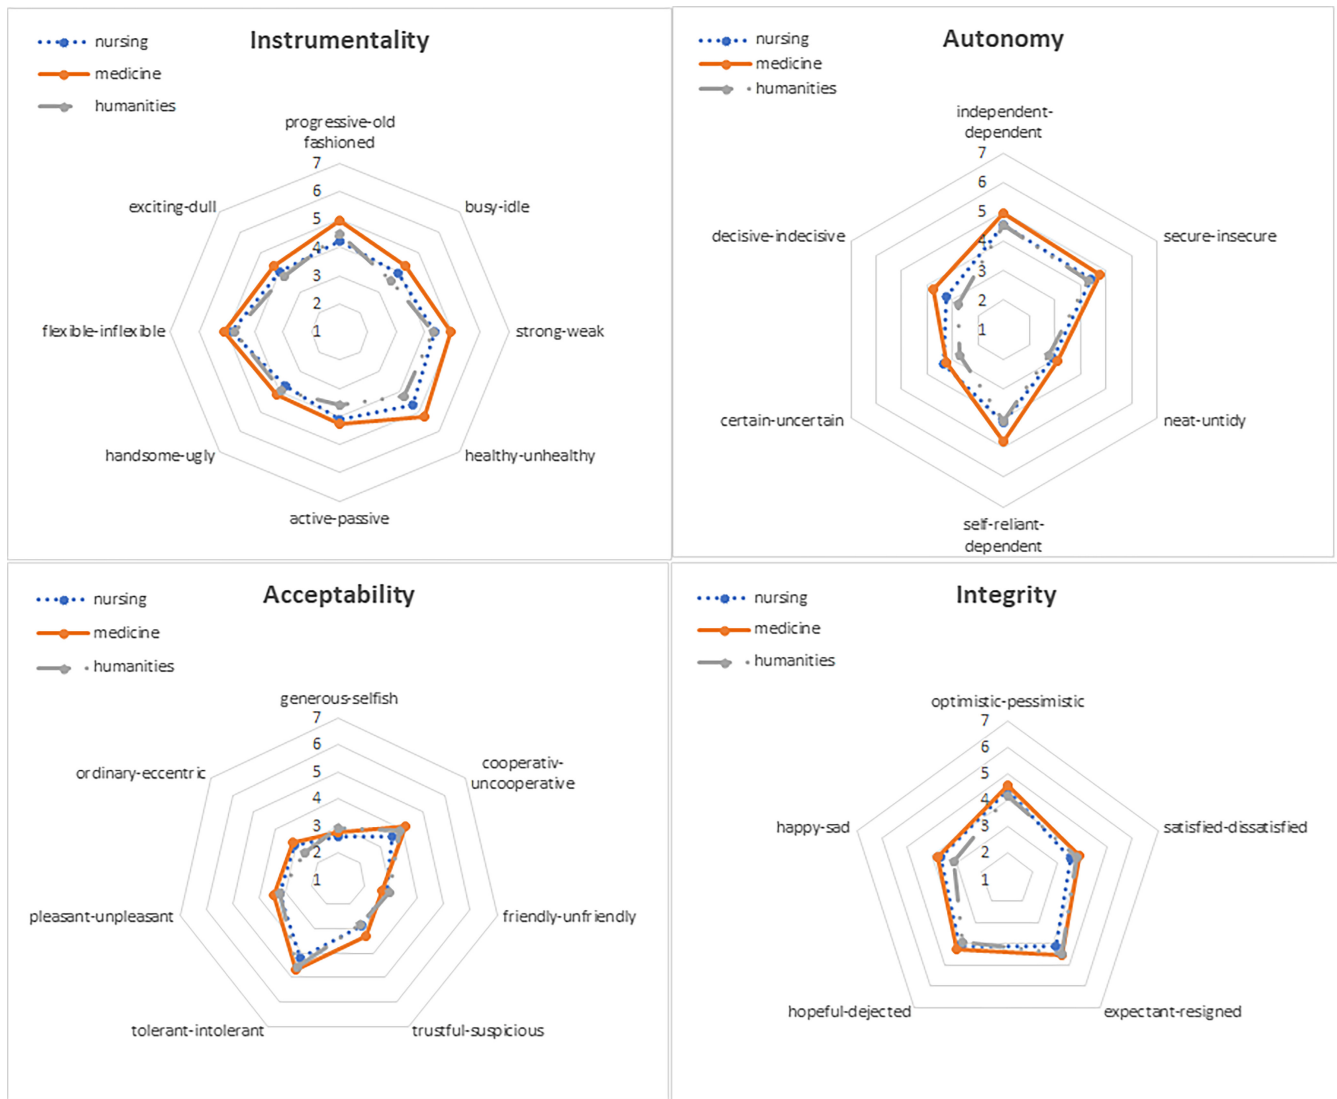 Instrumentality
nursing
medicine
humanities
progressive-old
fashioned
busy-idle
strong-weak
healthy-unhealthy
active-passive
handsome-ugly
flexible-inflexible
exciting-dull
7
6
5
4
3
2
1
Autonomy
nursing
medicine
humanities
independent-
dependent
secure-insecure
neat-untidy
self-reliant-
dependent
certain-uncertain
decisive-indecisive
7
6
5
4
3
2
1
Acceptability
nursing
medicine
humanities
generous-selfish
cooperativ-
uncooperative
friendly-unfriendly
trustful-suspicious
tolerant-intolerant
pleasant-unpleasant
ordinary-eccentric
7
6
5
4
3
2
1
Integrity
nursing
medicine
humanities
optimistic-pessimistic
satisfied-dissatisfied
expectant-resigned
hopeful-dejected
happy-sad
7
6
5
4
3
2
1